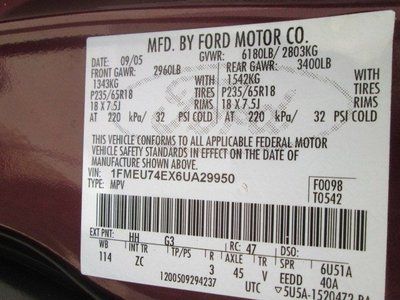 MFD. BY FORD MOTOR CO.
09/05 GVWR: 6180LB/ 2803KG
FRONT GAWR: 2960LB REAR GAWR: 3400LB
1343KG WITH 1542KG WITH
P235/65R18 TIRES P235/65R18 TIRES
18 X 7.5J RIMS 18 X 7.5J RIMS
AT 220 kPa/ 32 PSI COLD AT 220 kPa/ 32 PSI COLD
THIS VEHICLE CONFORMS TO ALL APPLICABLE FEDERAL MOTOR
VEHICLE SAFETY STANDARDS IN EFFECT ON THE DATE OF
MANUFACTURE SHOWN ABOVE.
VIN: 1FMEU74EX6UA29950
TYPE: MPV
F0098
T0542
EXT PNT: HH G3 RC: 47 DSO:
WB INT TR TP/PS R AXLE TR SPR 6U51A
114 ZC 3 45 V EEDD 40A
1200509294237 UTC